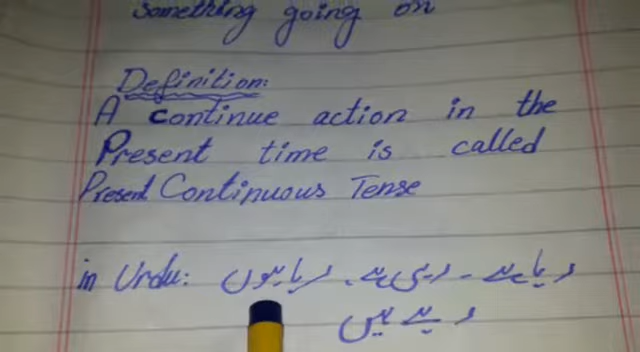 something going on
Definition:
A continue action in the
Present time is called
Present Continuous Tense
in Urdu: رہا ہے ۔ رہی ہے ۔ رہا ہوں
رہے ہیں